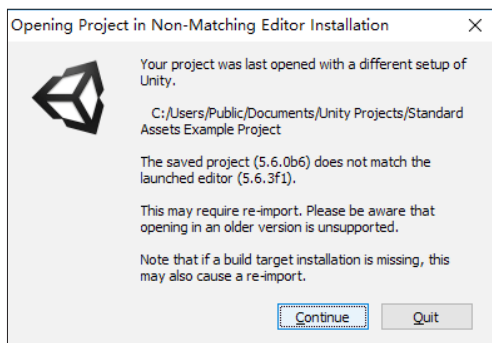 Opening Project in Non-Matching Editor Installation
Your project was last opened with a different setup of
Unity.
C:/Users/Public/Documents/Unity Projects/Standard
Assets Example Project
The saved project (5.6.0b6) does not match the
launched editor (5.6.3f1).
This may require re-import. Please be aware that
opening in an older version is unsupported.
Note that if a build target installation is missing, this
may also cause a re-import.
Continue
Quit